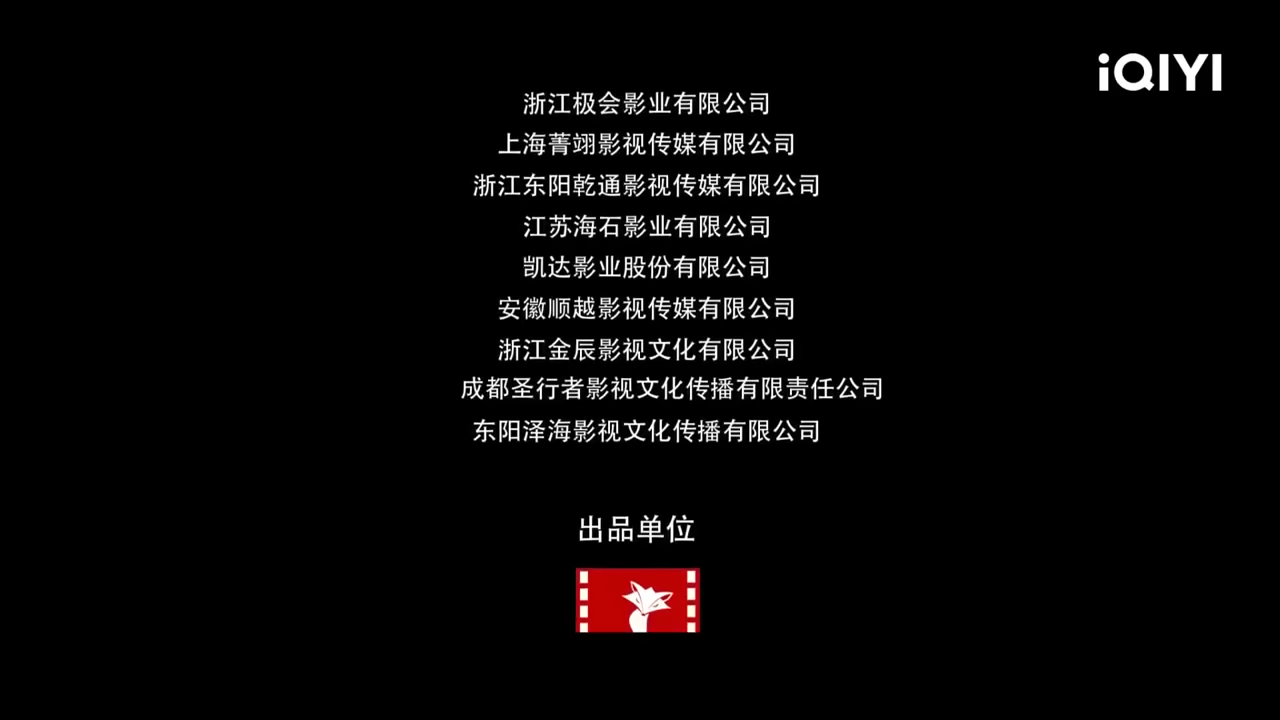 iQIYI
浙江极会影业有限公司
上海菁翊影视传媒有限公司
浙江东阳乾通影视传媒有限公司
江苏海石影业有限公司
凯达影业股份有限公司
安徽顺越影视传媒有限公司
浙江金辰影视文化有限公司
成都圣行者影视文化传播有限责任公司
东阳泽海影视文化传播有限公司
出品单位